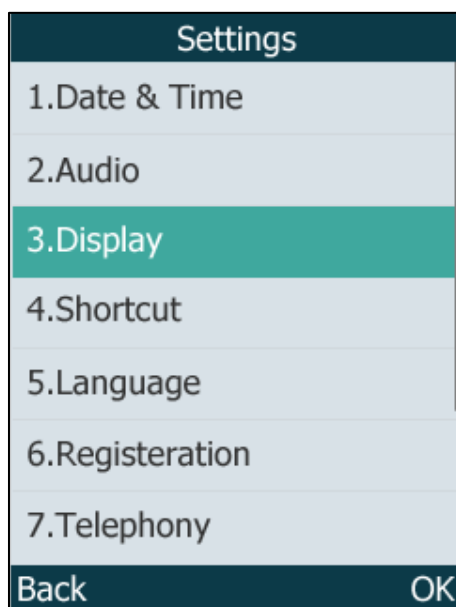 Settings
1.Date & Time
2.Audio
3.Display
4.Shortcut
5.Language
6.Registeration
7.Telephony
Back OK